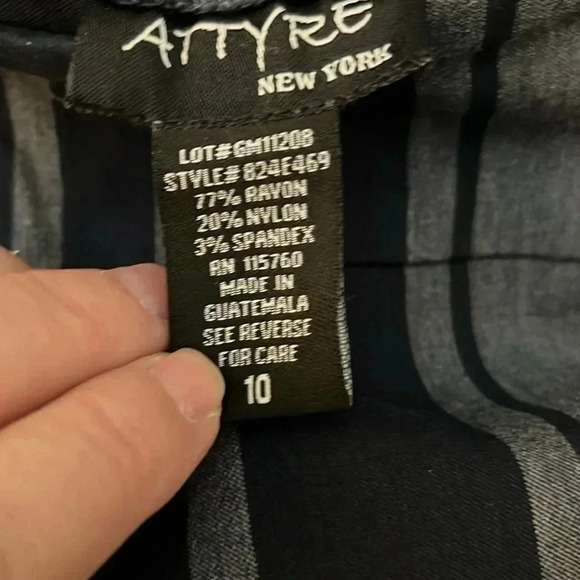 ATTYRE
NEW YORK
LOT# GM11208
STYLE# 824E469
77% RAYON
20% NYLON
3% SPANDEX
RN 115760
MADE IN
GUATEMALA
SEE REVERSE
FOR CARE
10